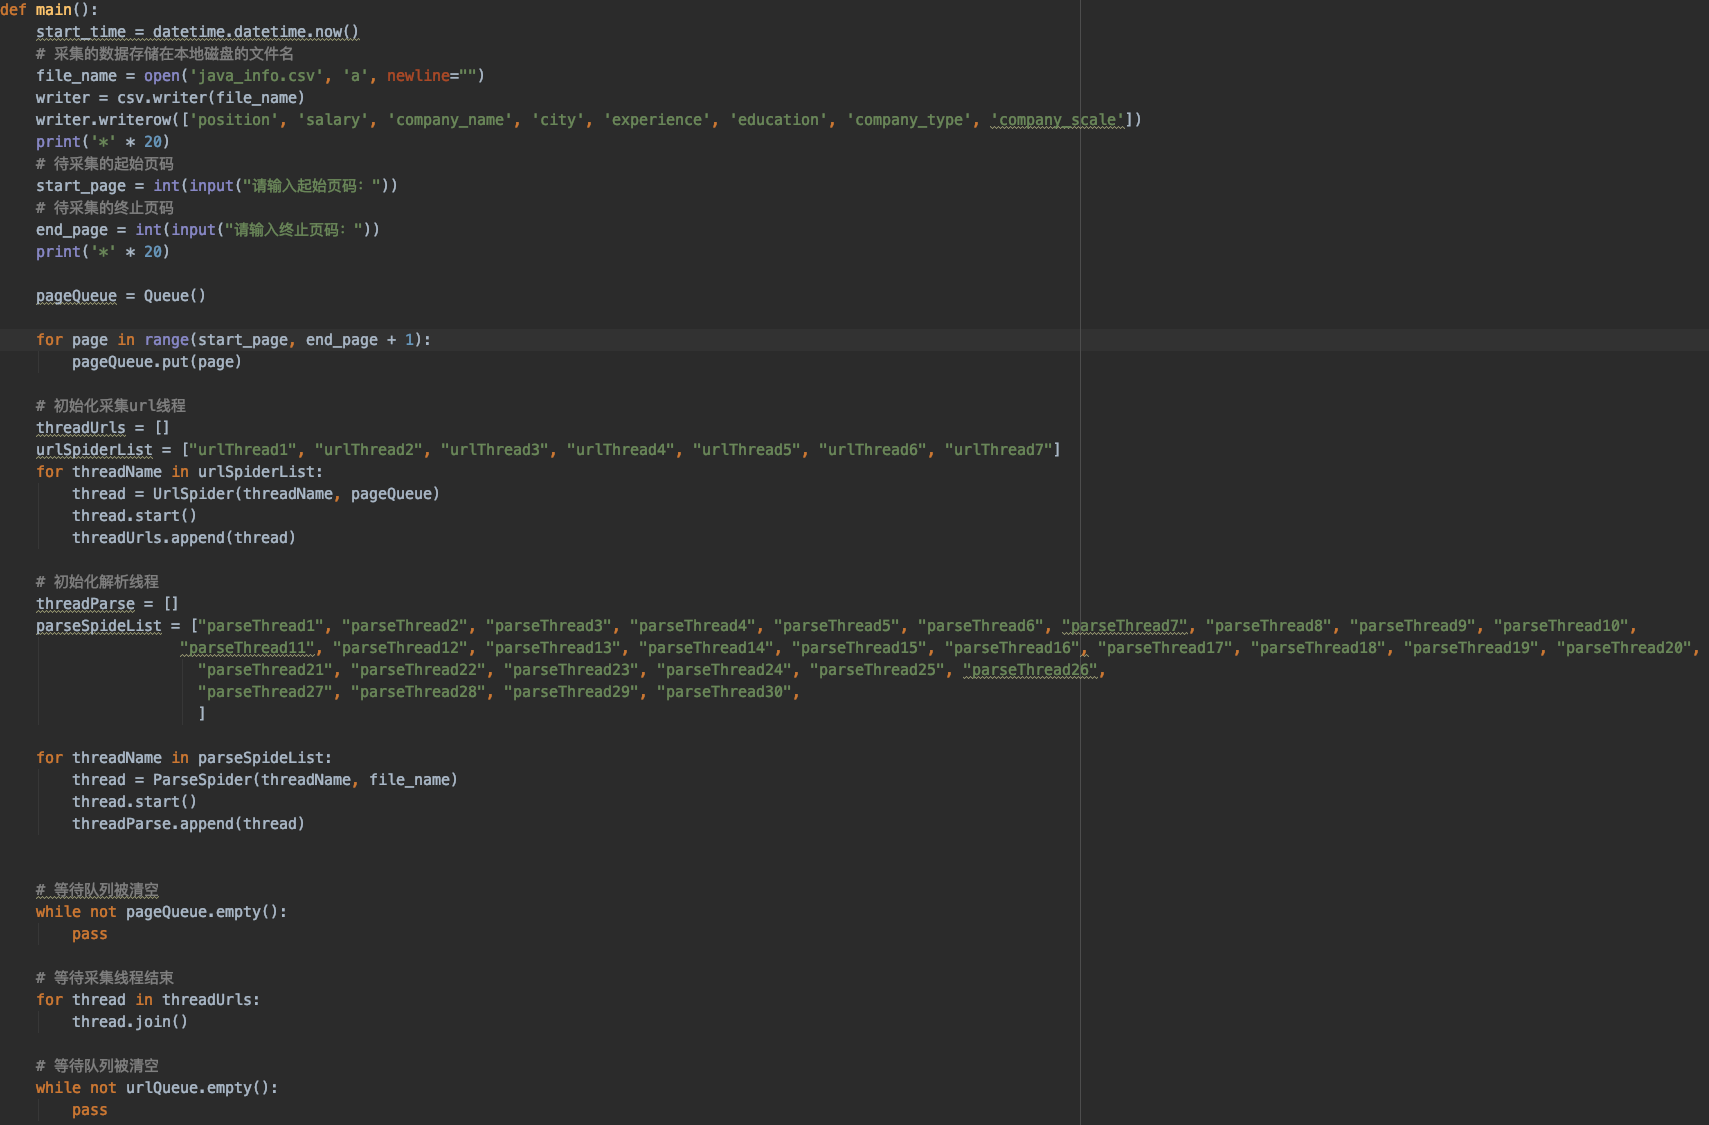 def main():
    start_time = datetime.datetime.now()
    # 采集的数据存储在本地磁盘的文件名
    file_name = open('java_info.csv', 'a', newline="")
    writer = csv.writer(file_name)
    writer.writerow(['position', 'salary', 'company_name', 'city', 'experience', 'education', 'company_type', 'company_scale'])
    print('*' * 20)
    # 待采集的起始页码
    start_page = int(input("请输入起始页码: "))
    # 待采集的终止页码
    end_page = int(input("请输入终止页码: "))
    print('*' * 20)

    pageQueue = Queue()

    for page in range(start_page, end_page + 1):
        pageQueue.put(page)

    # 初始化采集url线程
    threadUrls = []
    urlSpiderList = ["urlThread1", "urlThread2", "urlThread3", "urlThread4", "urlThread5", "urlThread6", "urlThread7"]
    for threadName in urlSpiderList:
        thread = UrlSpider(threadName, pageQueue)
        thread.start()
        threadUrls.append(thread)

    # 初始化解析线程
    threadParse = []
    parseSpideList = ["parseThread1", "parseThread2", "parseThread3", "parseThread4", "parseThread5", "parseThread6", "parseThread7", "parseThread8", "parseThread9", "parseThread10",
                    "parseThread11", "parseThread12", "parseThread13", "parseThread14", "parseThread15", "parseThread16", "parseThread17", "parseThread18", "parseThread19", "parseThread20",
                      "parseThread21", "parseThread22", "parseThread23", "parseThread24", "parseThread25", "parseThread26",
                      "parseThread27", "parseThread28", "parseThread29", "parseThread30",
                      ]

    for threadName in parseSpideList:
        thread = ParseSpider(threadName, file_name)
        thread.start()
        threadParse.append(thread)


    # 等待队列被清空
    while not pageQueue.empty():
        pass

    # 等待采集线程结束
    for thread in threadUrls:
        thread.join()

    # 等待队列被清空
    while not urlQueue.empty():
        pass